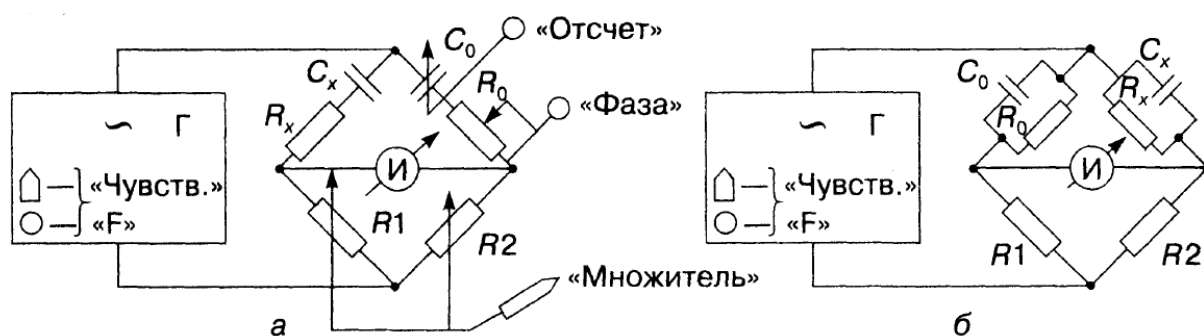 C₀
«Отсчет»
Cₓ
R₀
Rₓ
«Фаза»
~ Г
И
«Чувств.»
«F»
R1
R2
«Множитель»
а
Cₓ
C₀
Rₓ
R₀
~ Г
И
«Чувств.»
«F»
R1
R2
б